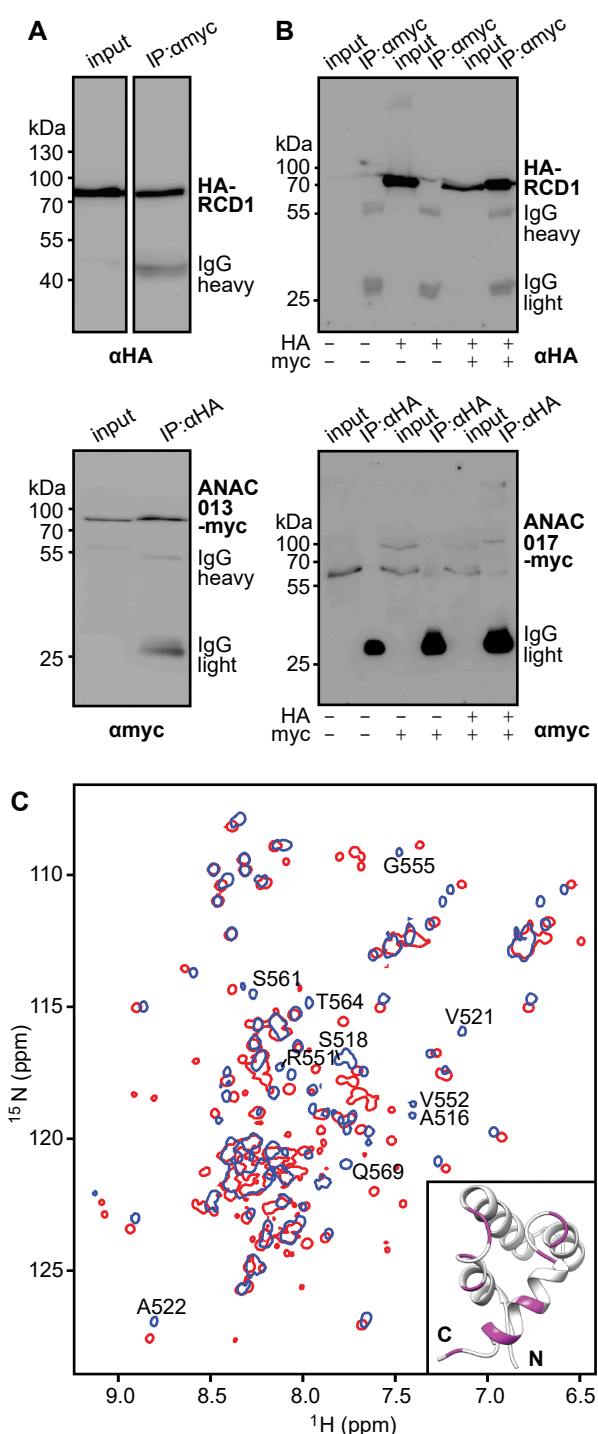 A
input
IP:αmyc
kDa
130
100
70
55
40
HA-
RCD1
IgG
heavy
αHA
B
input
IP:αmyc
input
IP:αmyc
input
IP:αmyc
kDa
100
70
55
25
HA-
RCD1
IgG
heavy
IgG
light
HA – – + + + +
myc – – – – + +
αHA
input
IP:αHA
kDa
100
70
55
25
ANAC
013
-myc
IgG
heavy
IgG
light
αmyc
input
IP:αHA
input
IP:αHA
input
IP:αHA
kDa
100
70
55
25
ANAC
017
-myc
IgG
light
HA – – – – + +
myc – – + + + +
αmyc
C
G555
S561
T564
V521
S518
R551
V552
A516
Q569
A522
110
115
120
125
15N (ppm)
C
N
9.0 8.5 8.0 7.5 7.0 6.5
1H (ppm)